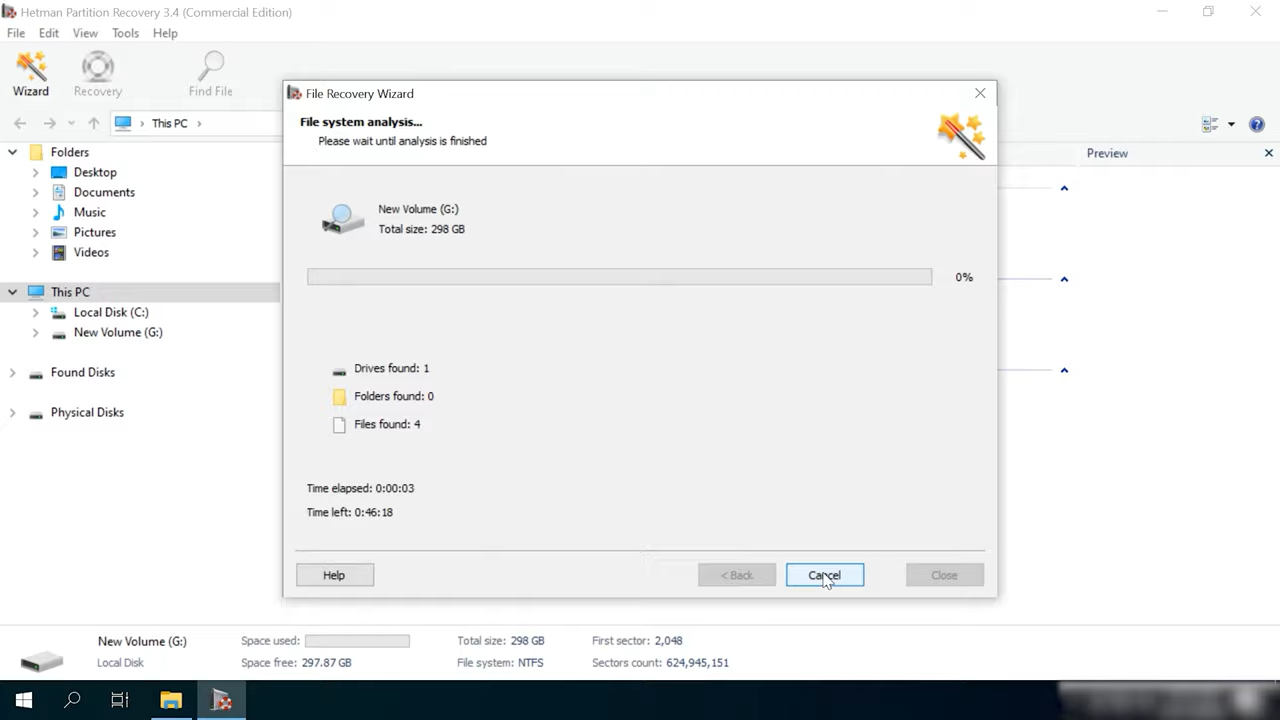 Hetman Partition Recovery 3.4 (Commercial Edition)
File Edit View Tools Help
Wizard Recovery Find File
This PC
Folders
Desktop
Documents
Music
Pictures
Videos
This PC
Local Disk (C:)
New Volume (G:)
Found Disks
Physical Disks
Preview
File Recovery Wizard
File system analysis...
Please wait until analysis is finished
New Volume (G:)
Total size: 298 GB
0%
Drives found: 1
Folders found: 0
Files found: 4
Time elapsed: 0:00:03
Time left: 0:46:18
Help < Back Cancel Close
New Volume (G:) Space used: Total size: 298 GB First sector: 2,048
Local Disk Space free: 297.87 GB File system: NTFS Sectors count: 624,945,151